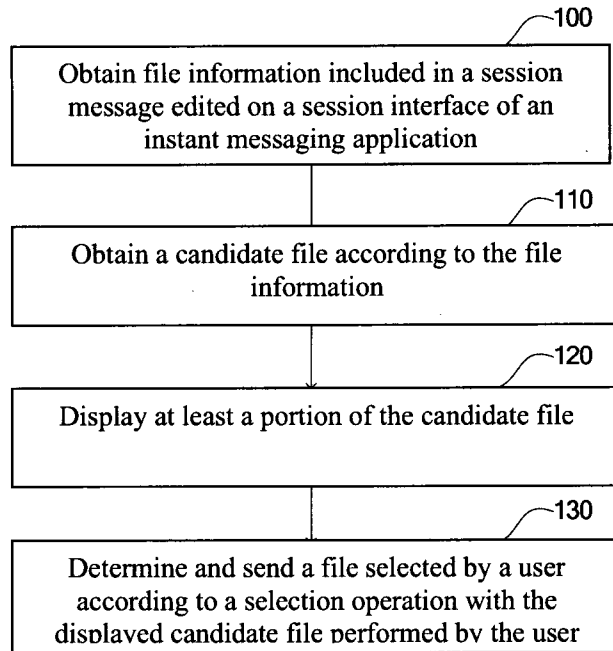 100
Obtain file information included in a session
message edited on a session interface of an
instant messaging application
110
Obtain a candidate file according to the file
information
120
Display at least a portion of the candidate file
130
Determine and send a file selected by a user
according to a selection operation with the
displayed candidate file performed by the user